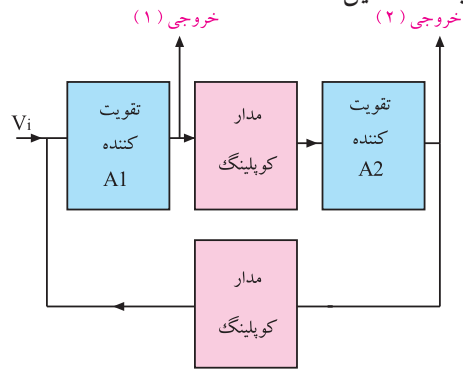 خروجی (۱)
خروجی (۲)
Vi
تقویت
کننده
A1
مدار
کوپلینگ
تقویت
کننده
A2
مدار
کوپلینگ